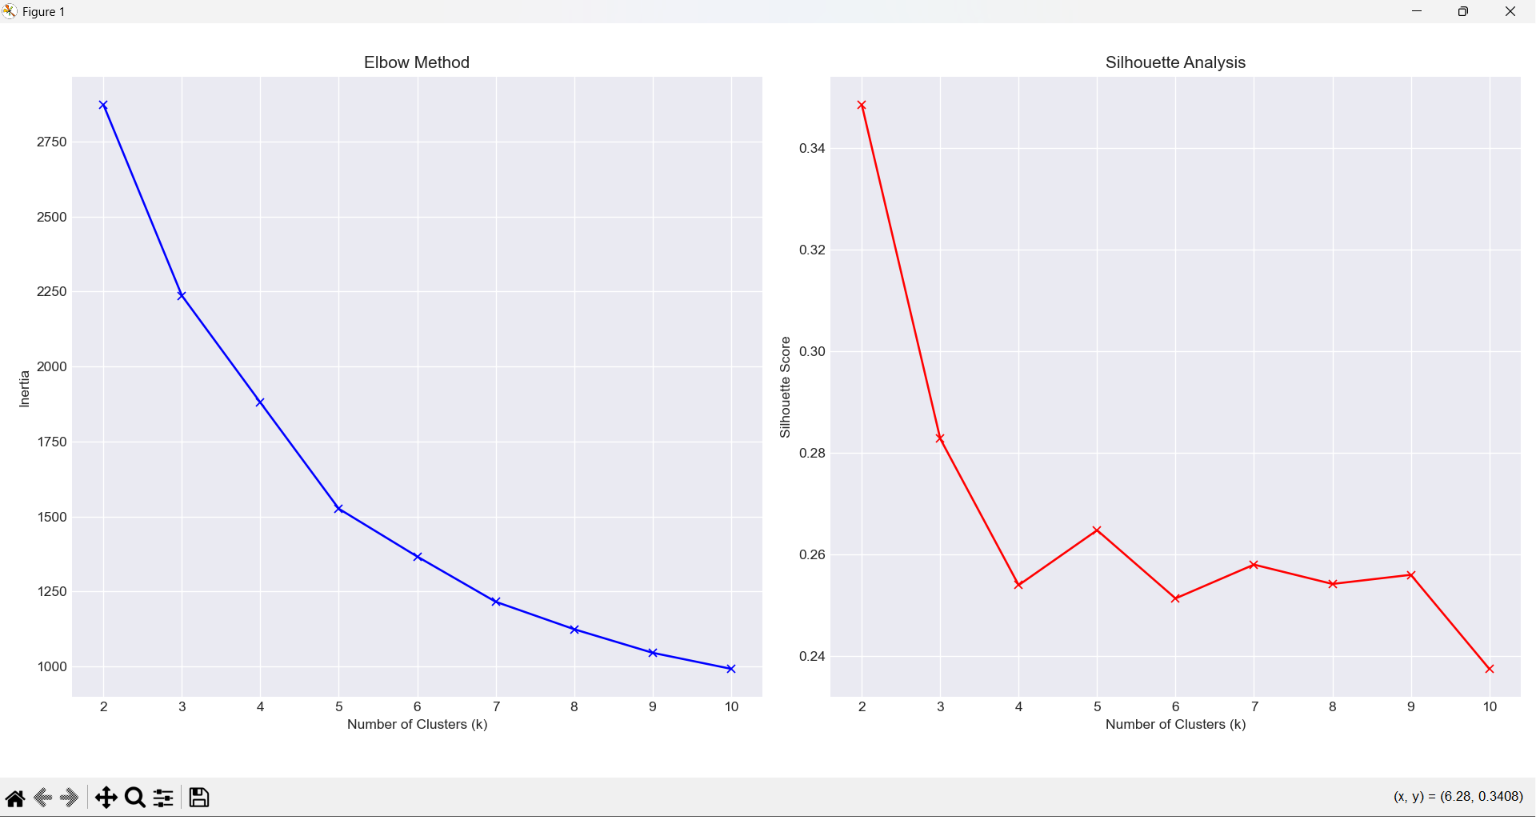 Figure 1
Elbow Method
2750
2500
2250
2000
1750
1500
1250
1000
Inertia
2 3 4 5 6 7 8 9 10
Number of Clusters (k)
Silhouette Analysis
0.34
0.32
0.30
0.28
0.26
0.24
Silhouette Score
2 3 4 5 6 7 8 9 10
Number of Clusters (k)
(x, y) = (6.28, 0.3408)